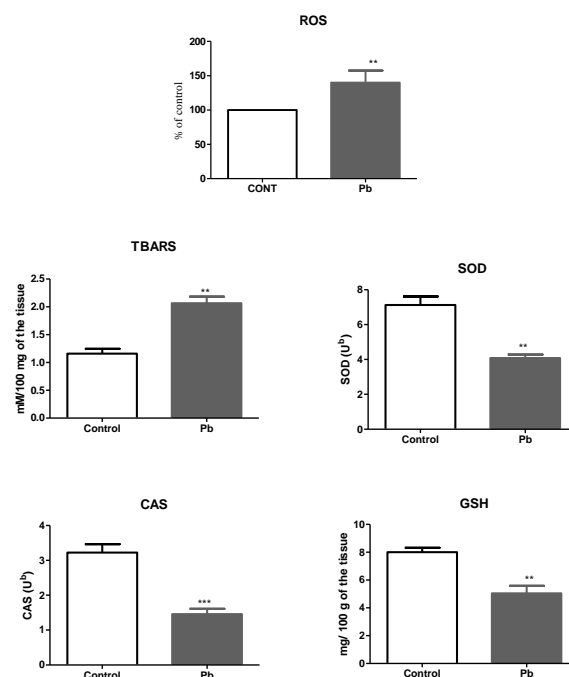 ROS
200
150
100
50
0
% of control
**
CONT Pb
TBARS
2.5
2.0
1.5
1.0
0.5
0.0
mM/100 mg of the tissue
**
Control Pb
SOD
8
6
4
2
0
SOD (Uᵇ)
**
Control Pb
CAS
4
3
2
1
0
CAS (Uᵇ)
***
Control Pb
GSH
10
8
6
4
2
0
mg/ 100 g of the tissue
**
Control Pb